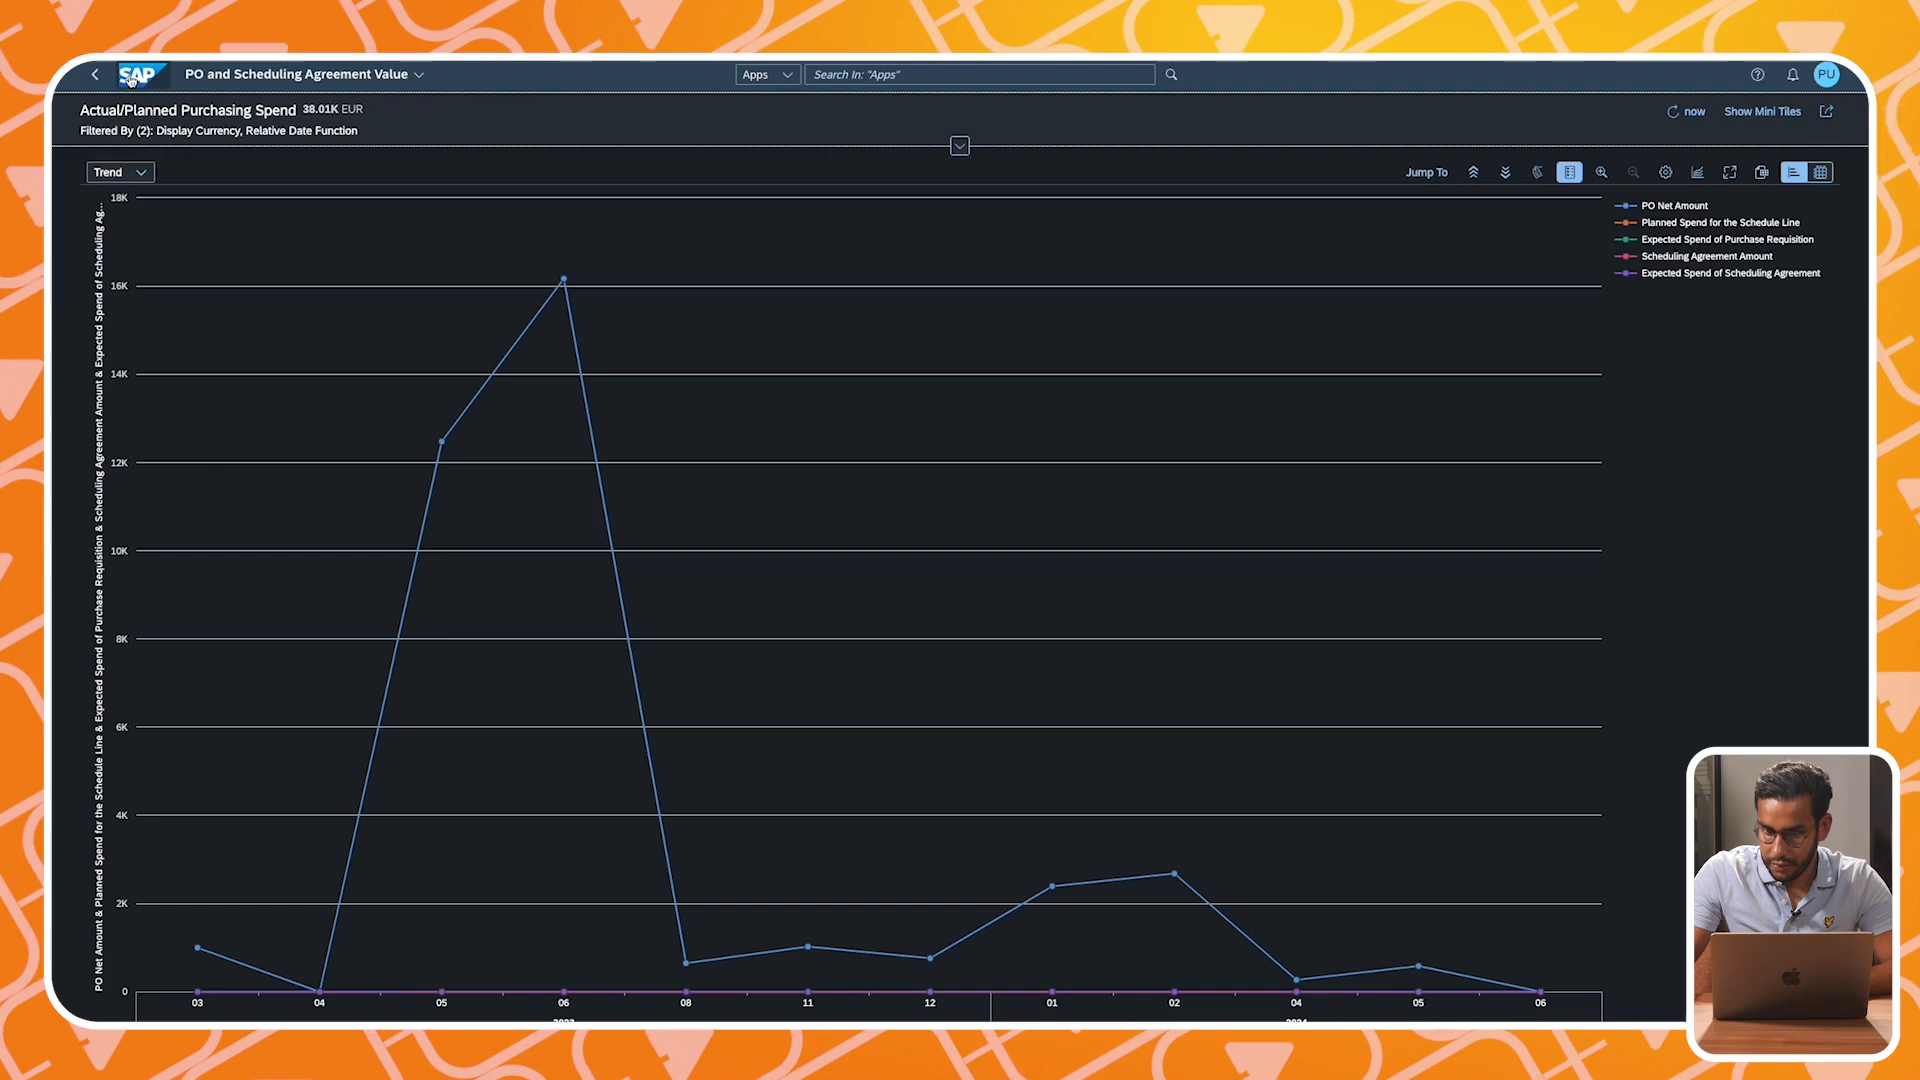 SAP
PO and Scheduling Agreement Value
Apps
Search In: "Apps"
PU
Actual/Planned Purchasing Spend 38.01K EUR
now
Show Mini Tiles
Filtered By (2): Display Currency, Relative Date Function
Trend
Jump To
PO Net Amount & Planned Spend for the Schedule Line & Expected Spend of Purchase Requisition & Scheduling Agreement Amount & Expected Spend of Scheduling Ag...
18K
16K
14K
12K
10K
8K
6K
4K
2K
0
PO Net Amount
Planned Spend for the Schedule Line
Expected Spend of Purchase Requisition
Scheduling Agreement Amount
Expected Spend of Scheduling Agreement
03 04 05 06 08 11 12 01 02 04 05 06